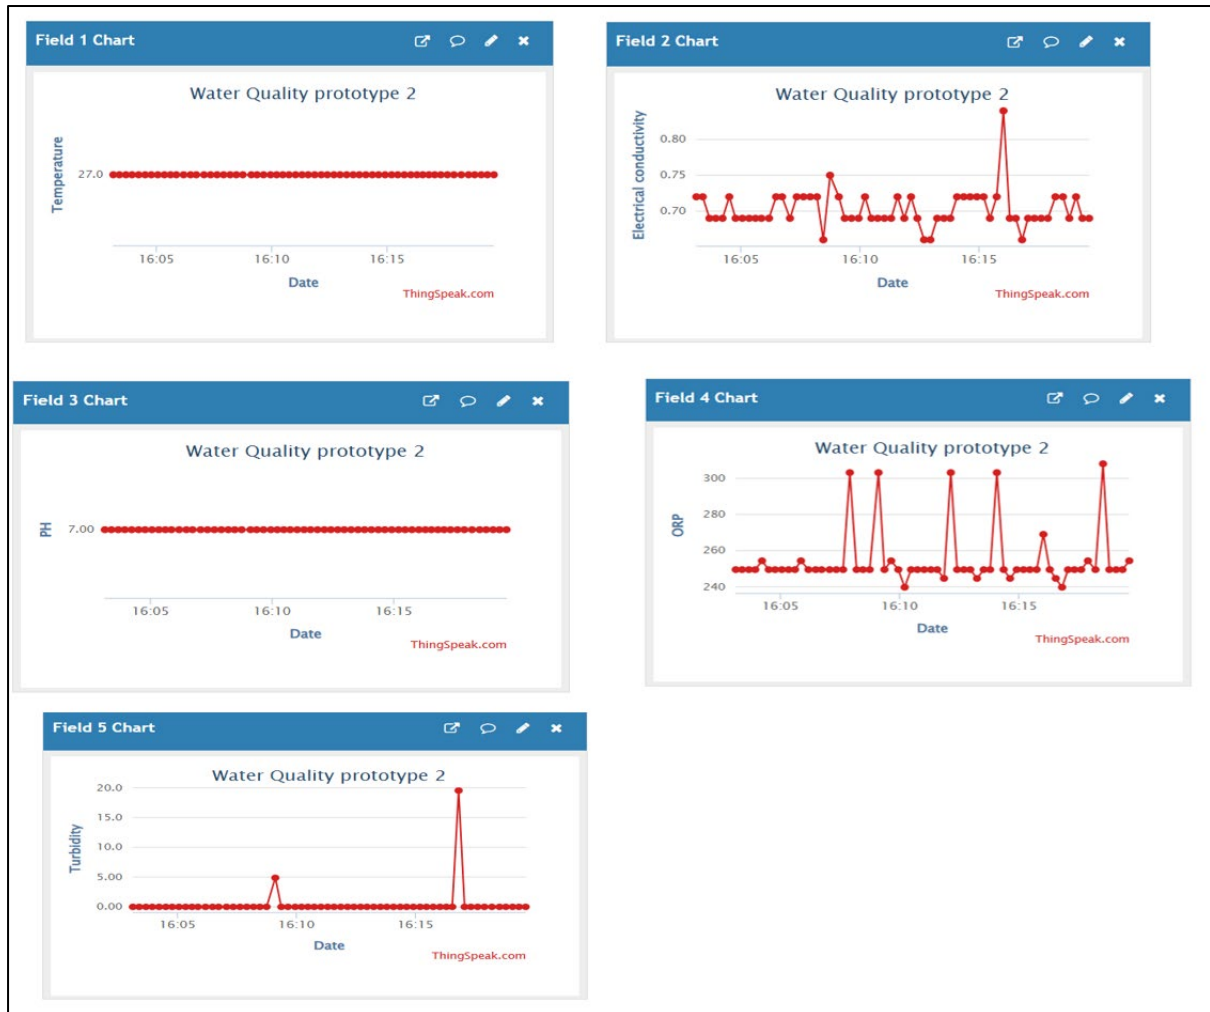 Field 1 Chart
Water Quality prototype 2
Temperature
27.0
16:05 16:10 16:15
Date
ThingSpeak.com
Field 2 Chart
Water Quality prototype 2
Electrical conductivity
0.80
0.75
0.70
16:05 16:10 16:15
Date
ThingSpeak.com
Field 3 Chart
Water Quality prototype 2
PH
7.00
16:05 16:10 16:15
Date
ThingSpeak.com
Field 4 Chart
Water Quality prototype 2
ORP
300
280
260
240
16:05 16:10 16:15
Date
ThingSpeak.com
Field 5 Chart
Water Quality prototype 2
Turbidity
20.0
15.0
10.0
5.00
0.00
16:05 16:10 16:15
Date
ThingSpeak.com